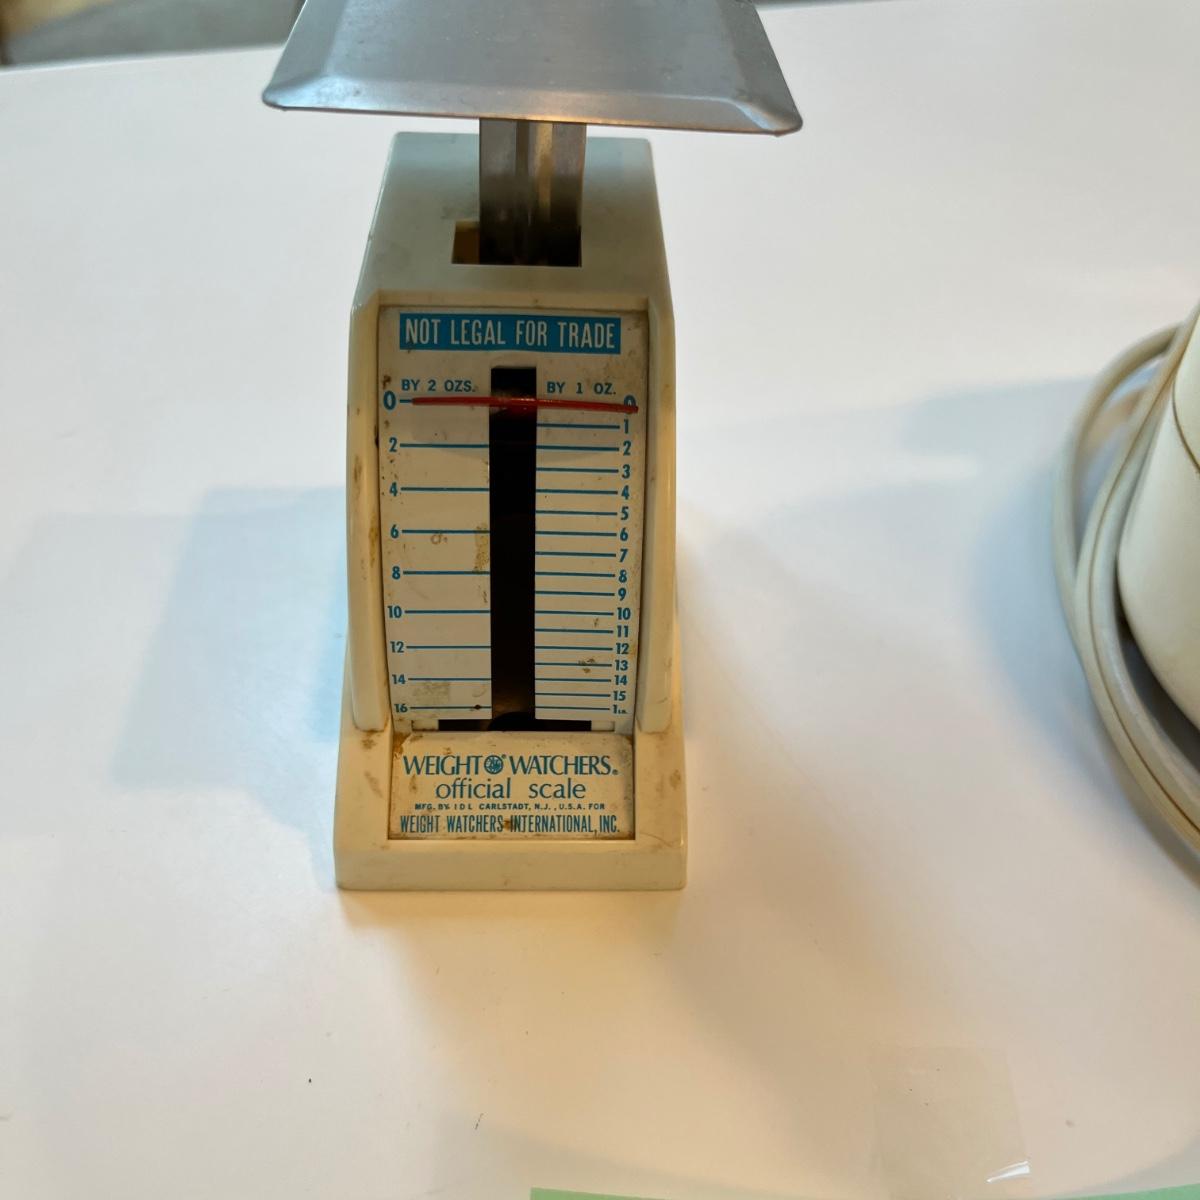 NOT LEGAL FOR TRADE
BY 2 OZS. BY 1 OZ.
0 0
1
2 2
3
4 4
5
6 6
7
8 8
9
10 10
11
12 12
13
14 14
15
16 1 LB.
WEIGHT WATCHERS®
official scale
MFG. BY I D L CARLSTADT, N.J., U.S.A. FOR
WEIGHT WATCHERS INTERNATIONAL, INC.